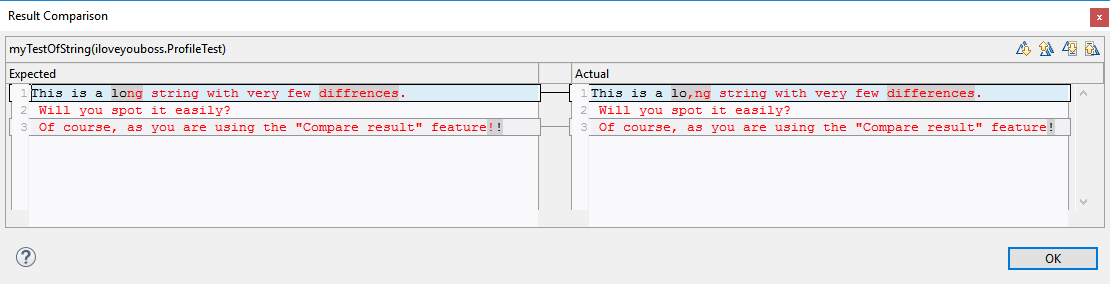 Result Comparison
x
myTestOfString(iloveyouboss.ProfileTest)
Expected
1 This is a long string with very few diffrences.
2 Will you spot it easily?
3 Of course, as you are using the "Compare result" feature!!
Actual
1 This is a lo,ng string with very few differences.
2 Will you spot it easily?
3 Of course, as you are using the "Compare result" feature!
?
OK